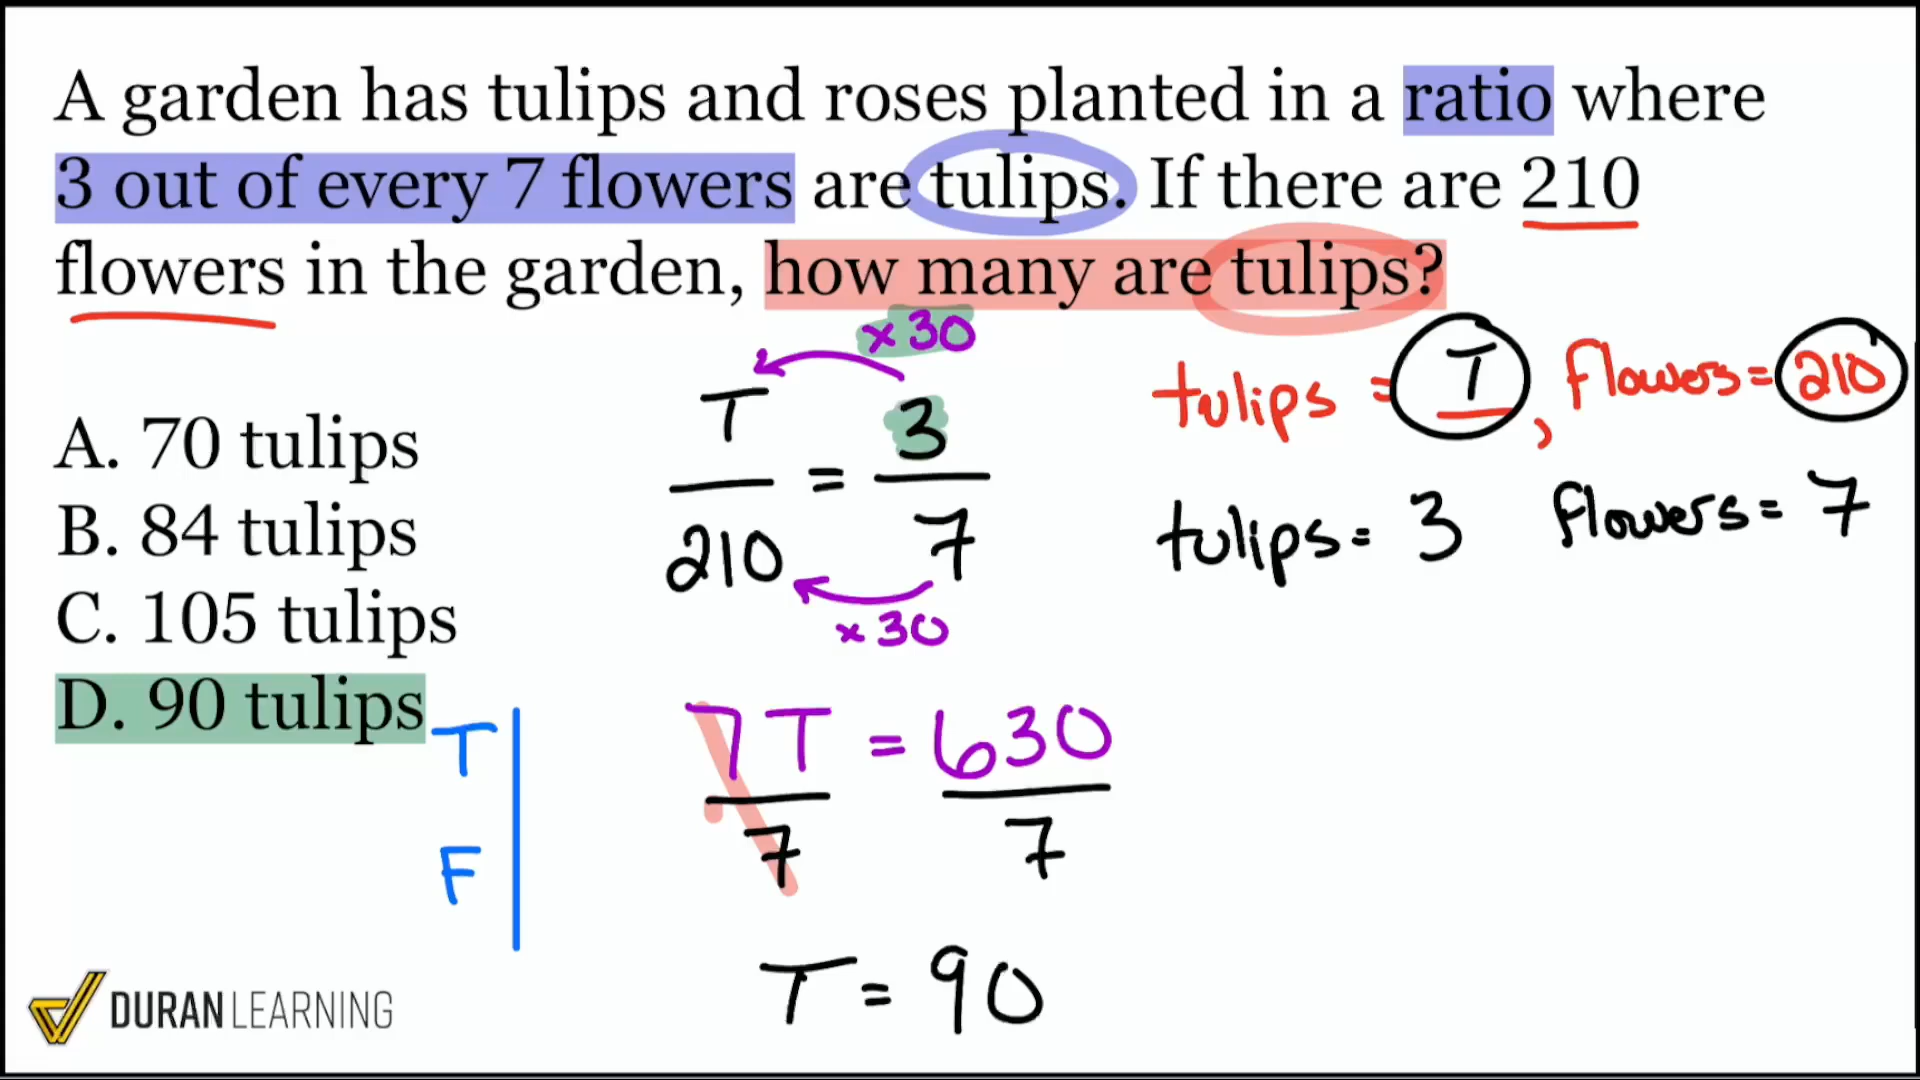 A garden has tulips and roses planted in a ratio where
3 out of every 7 flowers are tulips. If there are 210
flowers in the garden, how many are tulips?
A. 70 tulips
B. 84 tulips
C. 105 tulips
D. 90 tulips
×30
T/210 = 3/7
×30
7T/7 = 630/7
T = 90
tulips = T, flowers = 210
tulips = 3 flowers = 7
T
F
DURAN LEARNING